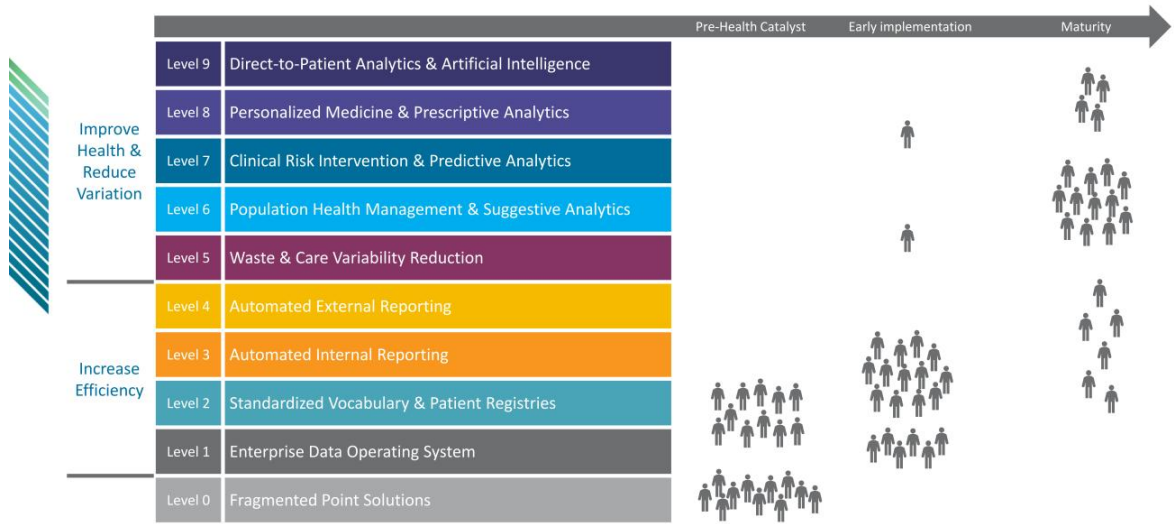 Pre-Health Catalyst Early implementation Maturity
Level 9 Direct-to-Patient Analytics & Artificial Intelligence
Level 8 Personalized Medicine & Prescriptive Analytics
Level 7 Clinical Risk Intervention & Predictive Analytics
Level 6 Population Health Management & Suggestive Analytics
Level 5 Waste & Care Variability Reduction
Improve
Health &
Reduce
Variation
Level 4 Automated External Reporting
Level 3 Automated Internal Reporting
Level 2 Standardized Vocabulary & Patient Registries
Level 1 Enterprise Data Operating System
Increase
Efficiency
Level 0 Fragmented Point Solutions